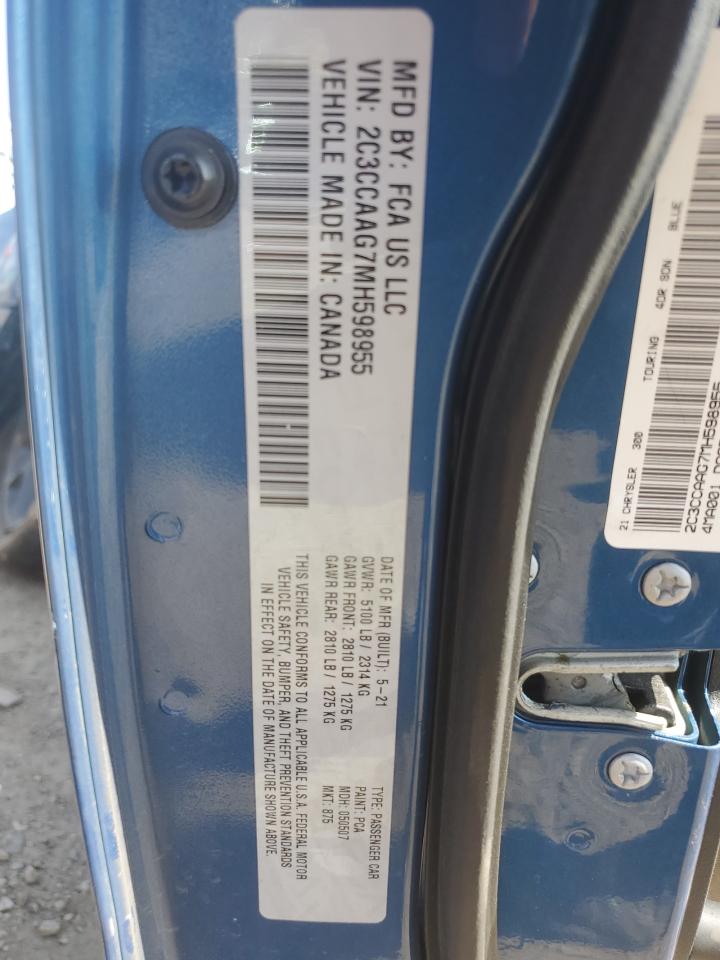 MFD BY: FCA US LLC
VIN: 2C3CCAAG7MH598955
VEHICLE MADE IN: CANADA
DATE OF MFR (BUILT): 5-21
GVWR: 5100 LB / 2314 KG
GAWR FRONT: 2810 LB / 1275 KG
GAWR REAR: 2810 LB / 1275 KG
THIS VEHICLE CONFORMS TO ALL APPLICABLE U.S.A. FEDERAL MOTOR
VEHICLE SAFETY, BUMPER, AND THEFT PREVENTION STANDARDS
IN EFFECT ON THE DATE OF MANUFACTURE SHOWN ABOVE.
TYPE: PASSENGER CAR
PAINT: PCA
MDH: 050507
MKT: 875
21 CHRYSLER 300 TOURING 4DR SDN BLUE
2C3CCAAG7MH598955
4MA001